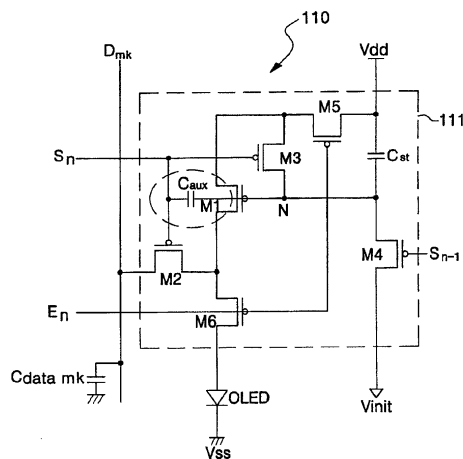 110
Dmk
Vdd
M5
111
Sn
M3
Cst
Caux
M1
N
M4
Sn-1
M2
En
M6
Cdata mk
OLED
Vinit
Vss